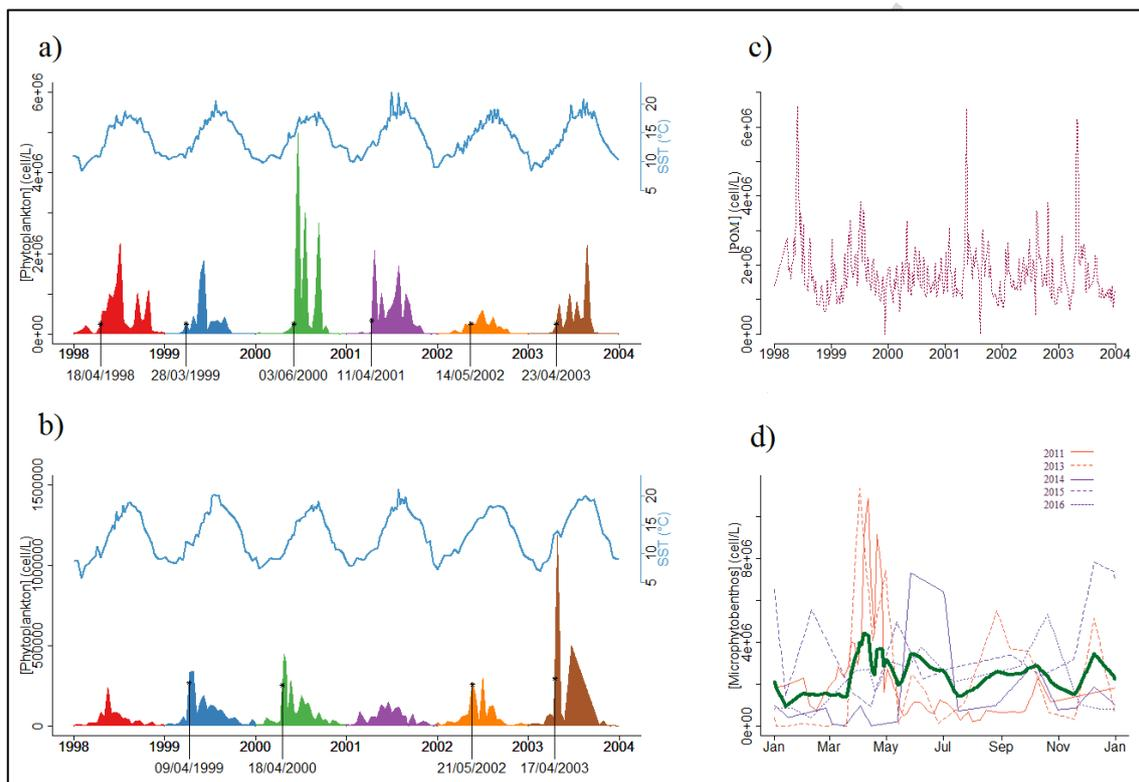 a)
[Phytoplankton] (cell/L)
0e+00
2e+06
4e+06
6e+06
5
10
15
20
SST (°C)
1998
1999
2000
2001
2002
2003
2004
18/04/1998
28/03/1999
03/06/2000
11/04/2001
14/05/2002
23/04/2003
b)
[Phytoplankton] (cell/L)
0
500000
1000000
1500000
5
10
15
20
SST (°C)
1998
1999
2000
2001
2002
2003
2004
09/04/1999
18/04/2000
21/05/2002
17/04/2003
c)
[POM] (cell/L)
0e+00
2e+06
4e+06
6e+06
1998
1999
2000
2001
2002
2003
2004
d)
2011
2013
2014
2015
2016
[Microphytobenthos] (cell/L)
0e+00
4e+06
8e+06
Jan
Mar
May
Jul
Sep
Nov
Jan